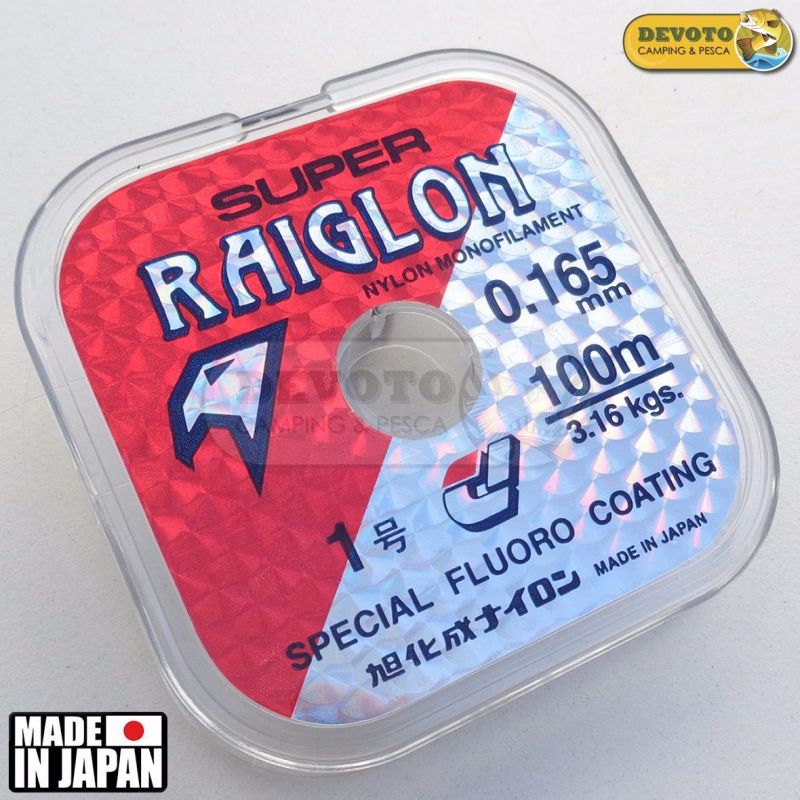 DEVOTO
CAMPING & PESCA
SUPER
RAIGLON
NYLON MONOFILAMENT
0.165
mm
100m
3.16 kgs.
DEVOTO
CAMPING & PESCA
1号
SPECIAL FLUORO COATING
旭化成ナイロン MADE IN JAPAN
MADE
IN JAPAN